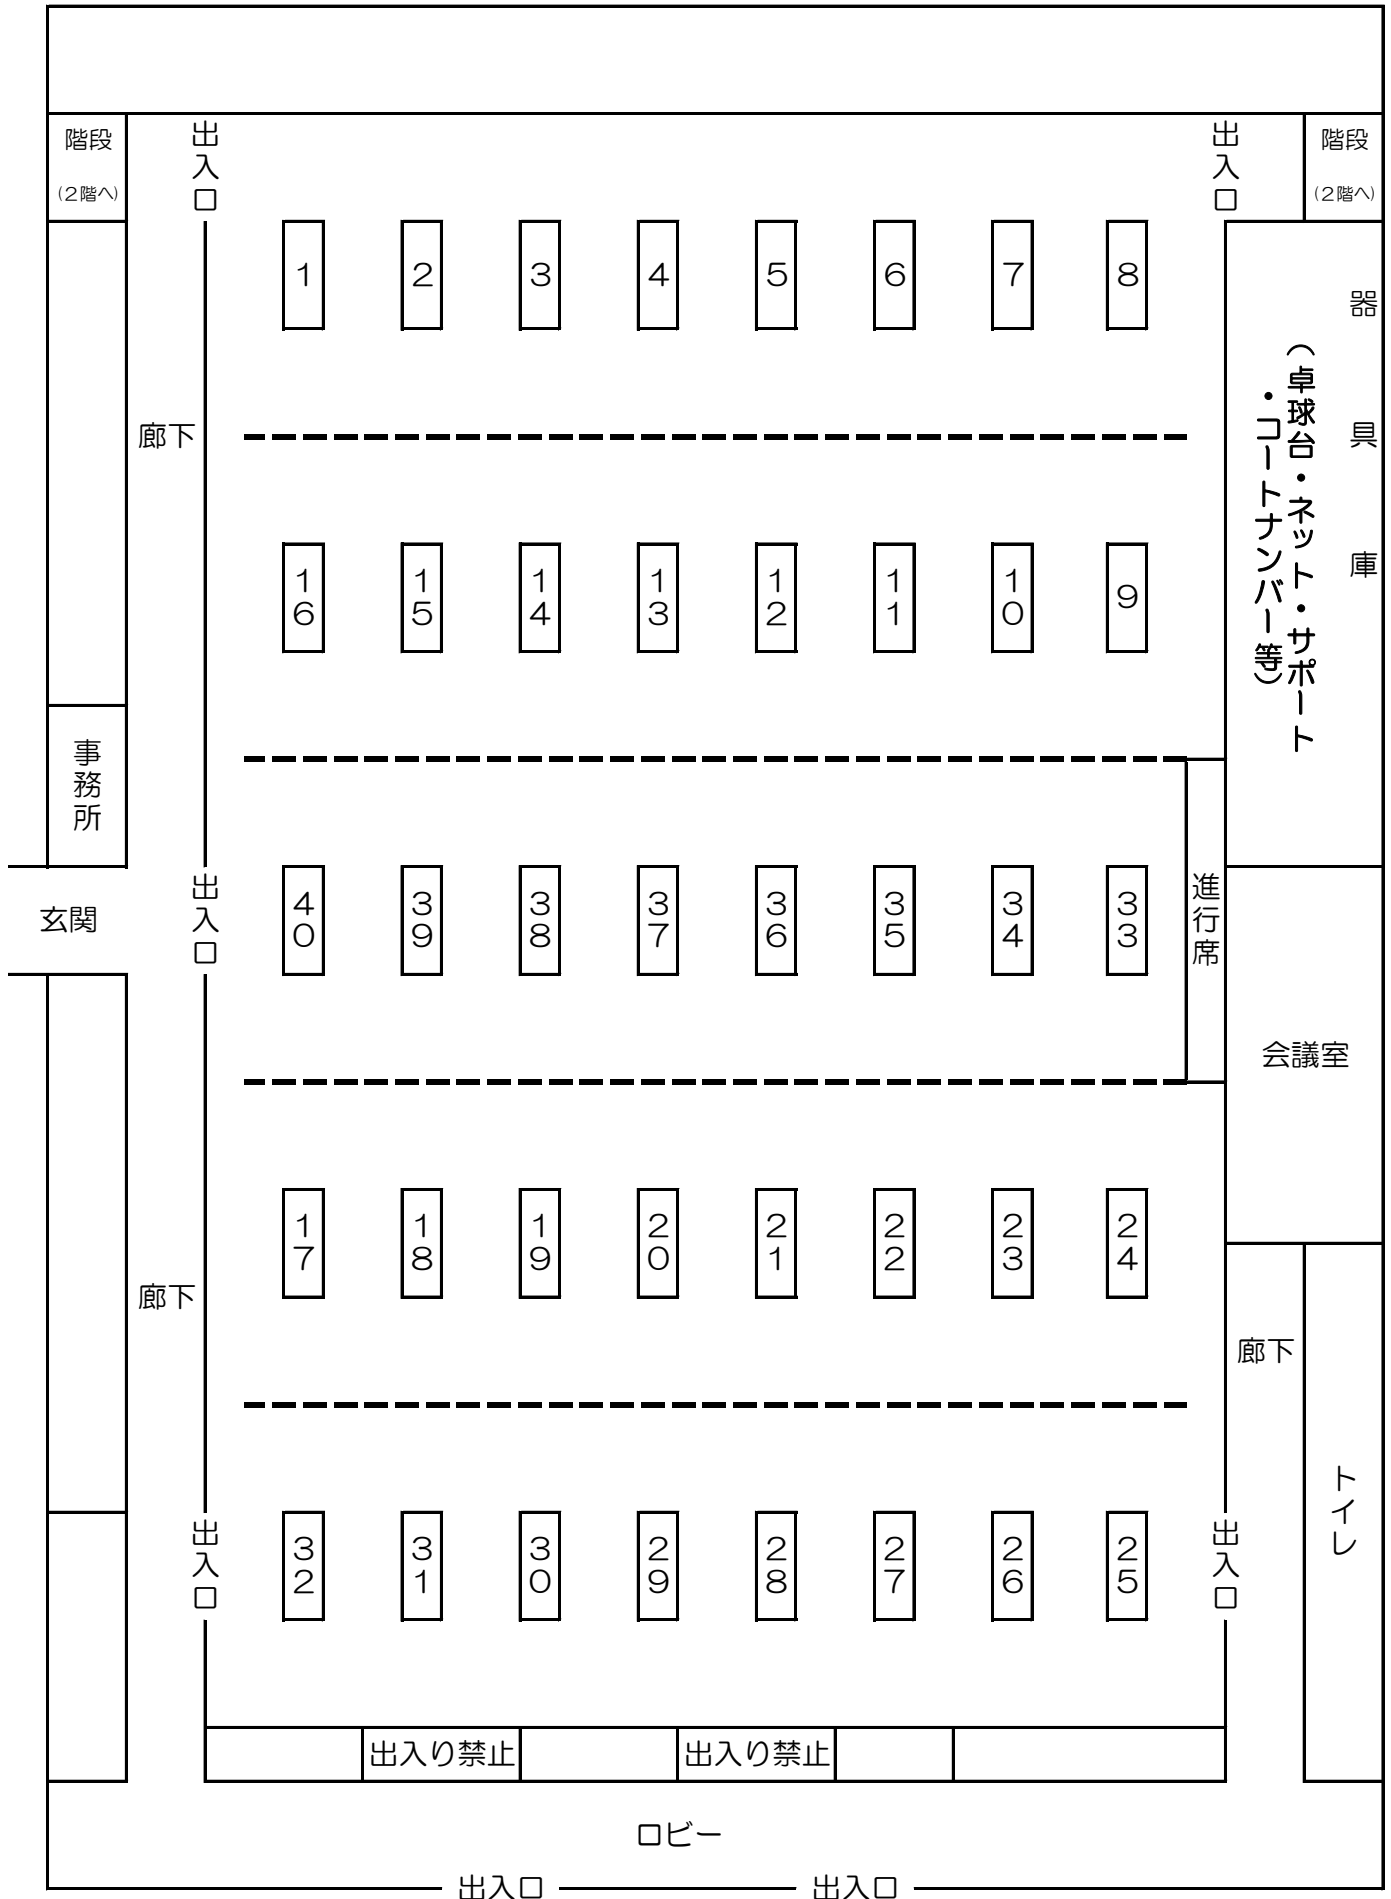 階段
(2階へ)
出入口
出入口
階段
(2階へ)
1
2
3
4
5
6
7
8
器具庫
(卓球台・ネット・サポート
・コートナンバー等)
廊下
16
15
14
13
12
11
10
9
事務所
玄関
出入口
40
39
38
37
36
35
34
33
進行席
会議室
17
18
19
20
21
22
23
24
廊下
廊下
トイレ
出入口
32
31
30
29
28
27
26
25
出入口
出入り禁止
出入り禁止
ロビー
出入口
出入口